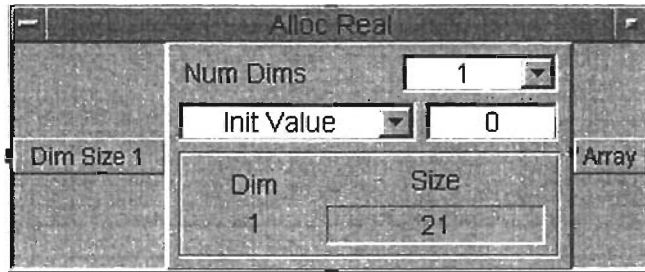 Alloc Real
Num Dims 1
Init Value 0
Dim Size 1
Array
Dim Size
1 21